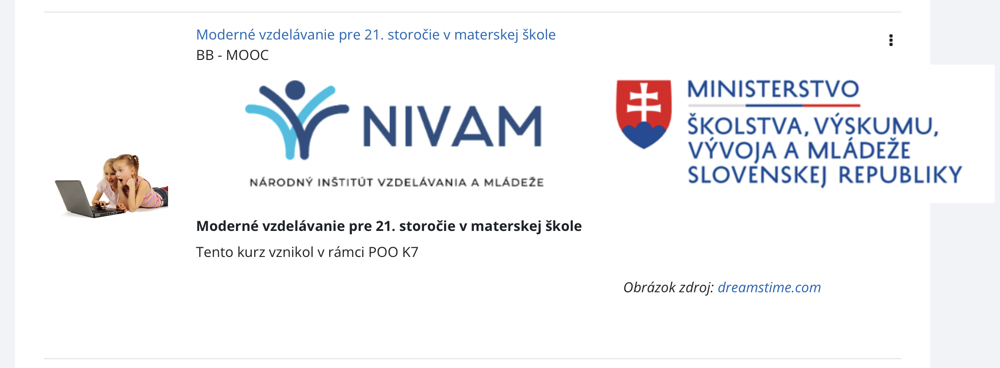 Moderné vzdelávanie pre 21. storočie v materskej škole
BB - MOOC
NIVAM
NÁRODNÝ INŠTITÚT VZDELÁVANIA A MLÁDEŽE
MINISTERSTVO
ŠKOLSTVA, VÝSKUMU,
VÝVOJA A MLÁDEŽE
SLOVENSKEJ REPUBLIKY
Moderné vzdelávanie pre 21. storočie v materskej škole
Tento kurz vznikol v rámci POO K7
Obrázok zdroj: dreamstime.com